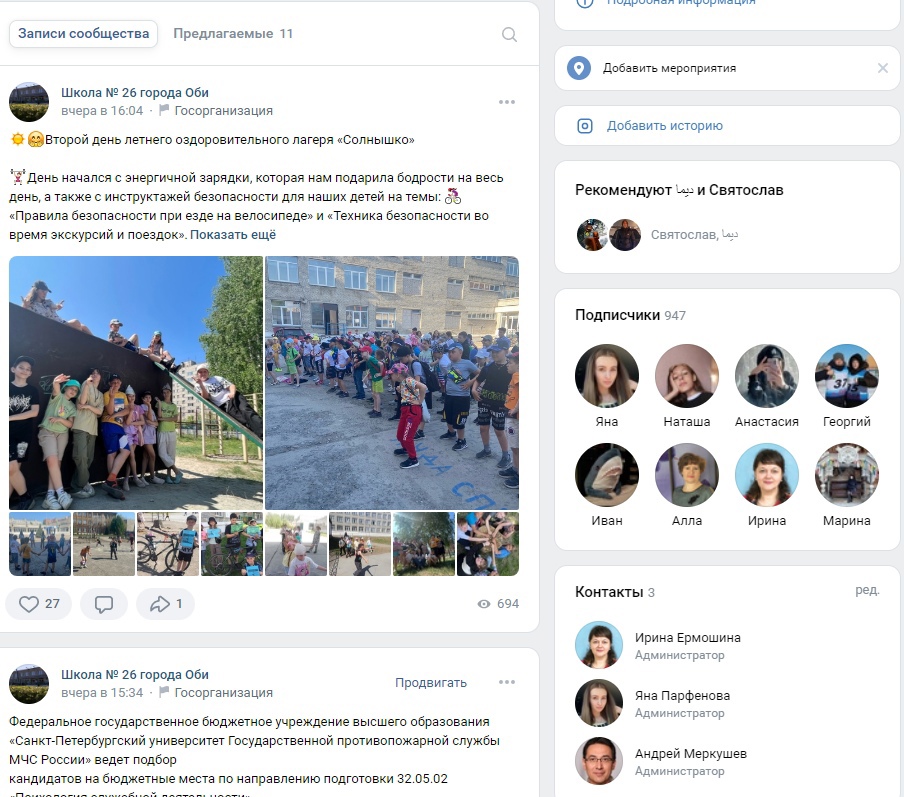 Записи сообщества
Предлагаемые 11
Школа № 26 города Оби
вчера в 16:04 · Госорганизация
Второй день летнего оздоровительного лагеря «Солнышко»
День начался с энергичной зарядки, которая нам подарила бодрости на весь
день, а также с инструктажей безопасности для наших детей на темы:
«Правила безопасности при езде на велосипеде» и «Техника безопасности во
время экскурсий и поездок». Показать ещё
27
1
694
Школа № 26 города Оби
вчера в 15:34 · Госорганизация
Продвигать
Федеральное государственное бюджетное учреждение высшего образования
«Санкт-Петербургский университет Государственной противопожарной службы
МЧС России» ведет подбор
кандидатов на бюджетные места по направлению подготовки 32.05.02
«Психология служебной деятельности»
Подробная информация
Добавить мероприятия
Добавить историю
Рекомендуют ديما и Святослав
Святослав, ديما
Подписчики 947
Яна
Наташа
Анастасия
Георгий
Иван
Алла
Ирина
Марина
Контакты 3
ред.
Ирина Ермошина
Администратор
Яна Парфенова
Администратор
Андрей Меркушев
Администратор